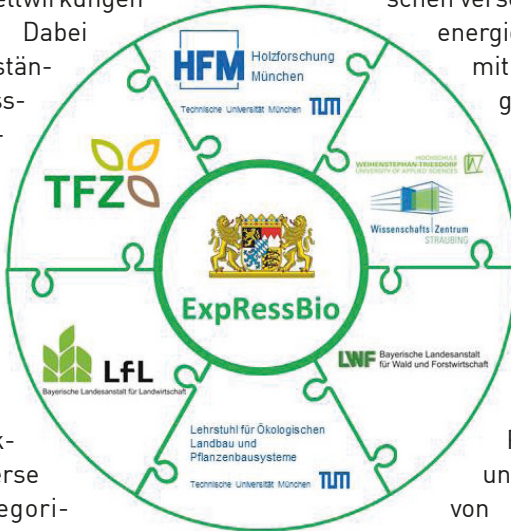 ettwirkungen
Dabei
stän-
ss-
-
k-
erse
egori-
HFM Holzforschung
München
Technische Universität München TUM
TFZ
HOCHSCHULE
WEIHENSTEPHAN-TRIESDORF
UNIVERSITY OF APPLIED SCIENCES
Wissenschafts Zentrum
STRAUBING
ExpRessBio
LfL
Bayerische Landesanstalt für Landwirtschaft
LWF Bayerische Landesanstalt
für Wald und Forstwirtschaft
Lehrstuhl für Ökologischen
Landbau und
Pflanzenbausysteme
Technische Universität München TUM
energie
mit
g
un
von